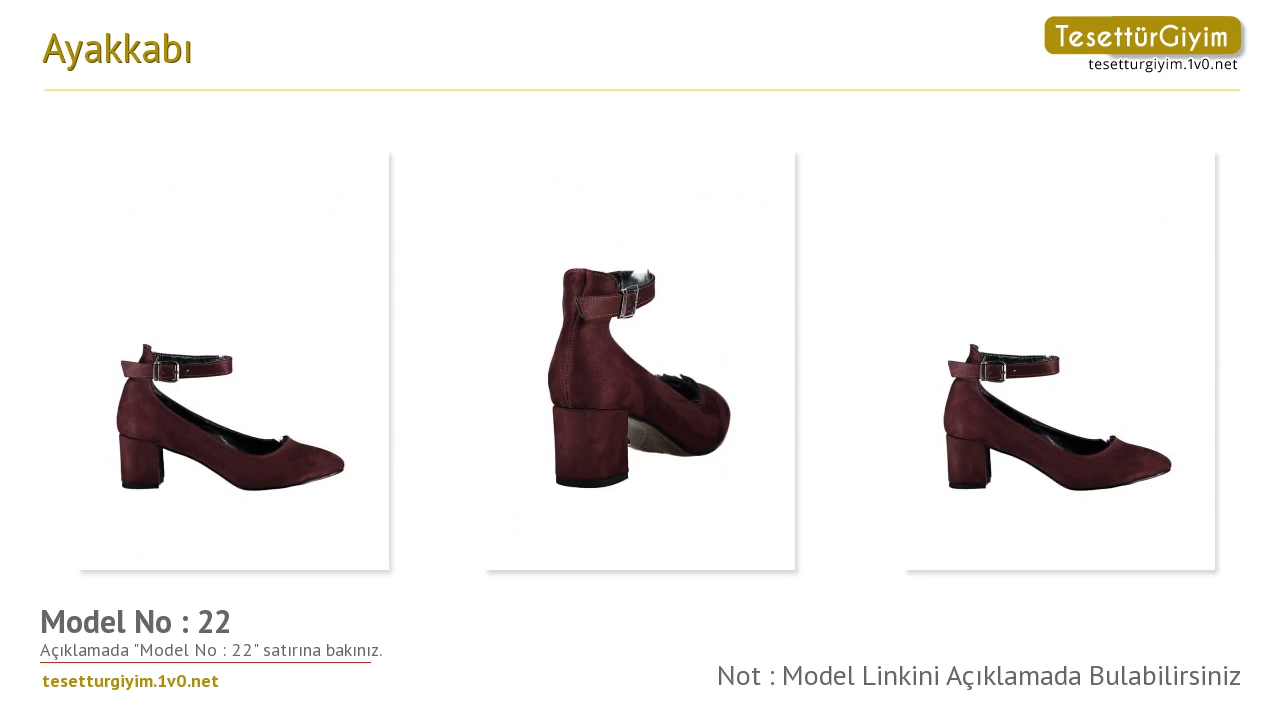 Ayakkabı
TesettürGiyim
tesetturgiyim.1v0.net
Model No : 22
Açıklamada "Model No : 22" satırına bakınız.
tesetturgiyim.1v0.net
Not : Model Linkini Açıklamada Bulabilirsiniz